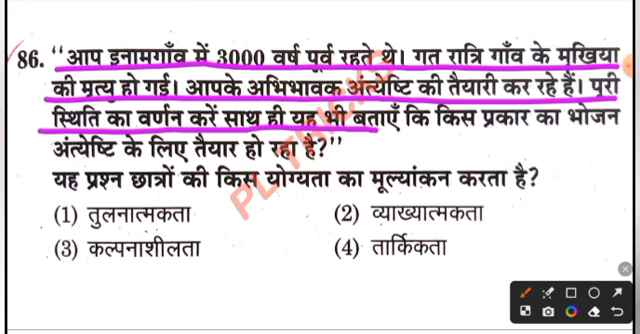 86. "आप इनामगाँव में 3000 वर्ष पूर्व रहते थे। गत रात्रि गाँव के मुखिया
की मृत्यु हो गई। आपके अभिभावक अंत्येष्टि की तैयारी कर रहे हैं। पूरी
स्थिति का वर्णन करें साथ ही यह भी बताएँ कि किस प्रकार का भोजन
अंत्येष्टि के लिए तैयार हो रहा है?"
यह प्रश्न छात्रों की किस योग्यता का मूल्यांकन करता है?
(1) तुलनात्मकता (2) व्याख्यात्मकता
(3) कल्पनाशीलता (4) तार्किकता